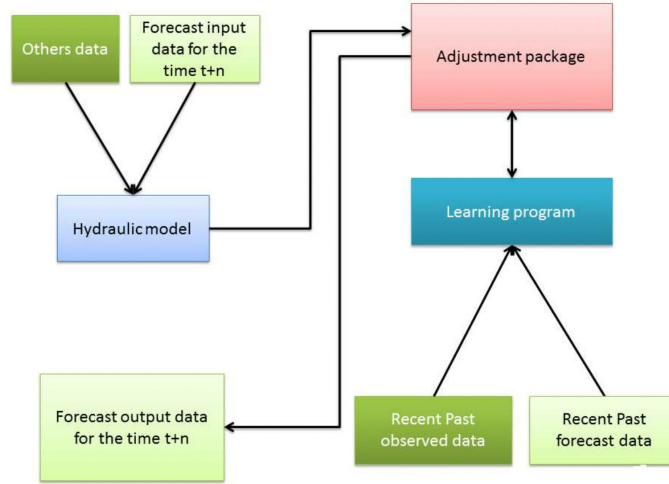 Others data
Forecast input
data for the
time t+n
Adjustment package
Hydraulic model
Learning program
Forecast output data
for the time t+n
Recent Past
observed data
Recent Past
forecast data